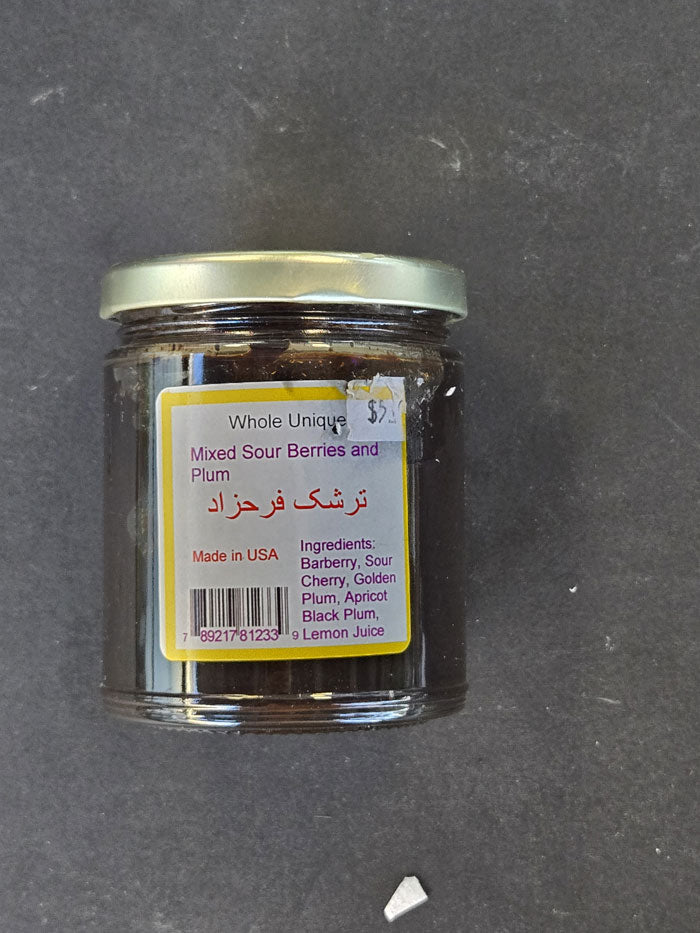 Whole Unique
$5.
Mixed Sour Berries and
Plum
ترشک فرحزاد
Made in USA
Ingredients:
Barberry, Sour
Cherry, Golden
Plum, Apricot
Black Plum,
Lemon Juice
7 89217 81233 9